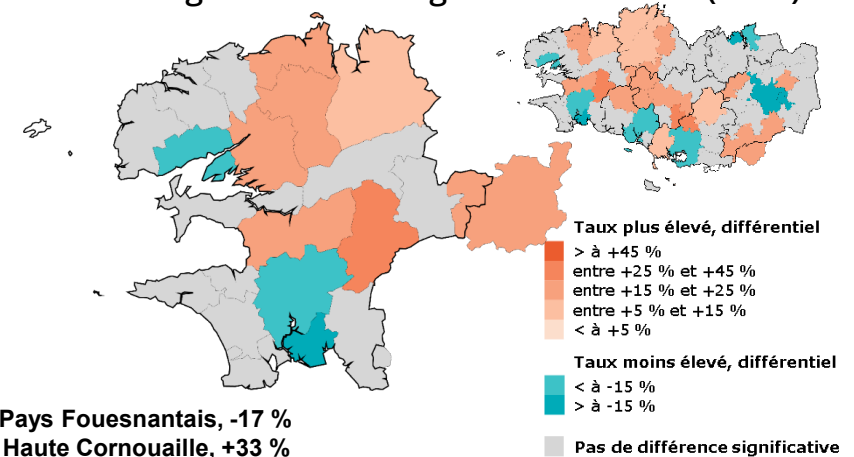 Taux plus élevé, différentiel
> à +45 %
entre +25 % et +45 %
entre +15 % et +25 %
entre +5 % et +15 %
< à +5 %
Taux moins élevé, différentiel
< à -15 %
> à -15 %
Pas de différence significative
Pays Fouesnantais, -17 %
Haute Cornouaille, +33 %